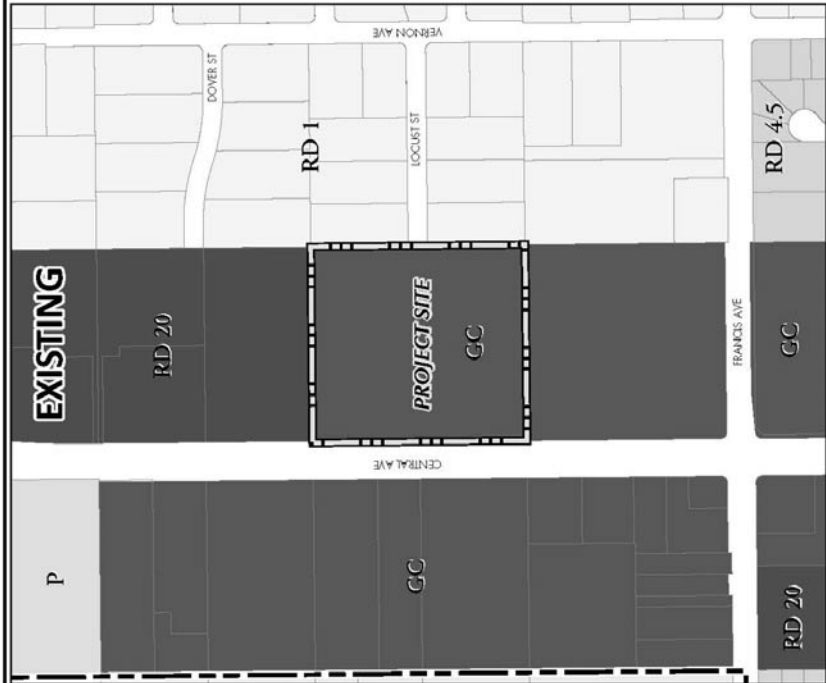 EXISTING
P
RD 20
DOVER ST
RD 1
GC
CENTRAL AVE
PROJECT SITE
GC
LOCUST ST
VERNON AVE
FRANCIS AVE
RD 20
GC
RD 4.5